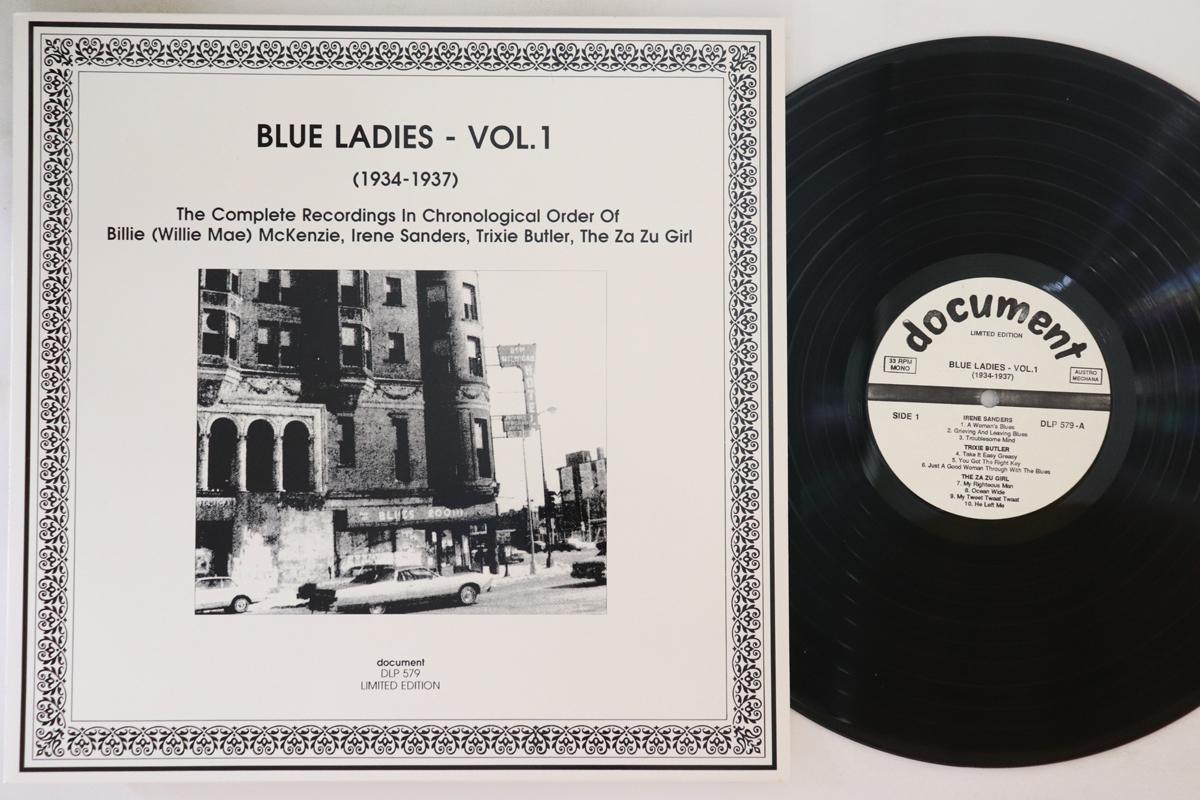 BLUE LADIES - VOL.1
(1934-1937)
The Complete Recordings In Chronological Order Of
Billie (Willie Mae) McKenzie, Irene Sanders, Trixie Butler, The Za Zu Girl
BLUES ROOM
document
DLP 579
LIMITED EDITION
document
LIMITED EDITION
33 RPM
MONO
BLUE LADIES - VOL.1
(1934-1937)
AUSTRO
MECHANA
SIDE 1
DLP 579-A
IRENE SANDERS
1. A Woman's Blues
2. Grieving And Leaving Blues
3. Troublesome Mind
TRIXIE BUTLER
4. Take It Easy Greasy
5. You Got The Right Key
6. Just A Good Woman Through With The Blues
THE ZA ZU GIRL
7. My Righteous Man
8. Ocean Wide
9. My Tweet Twaat Twaat
10. He Left Me